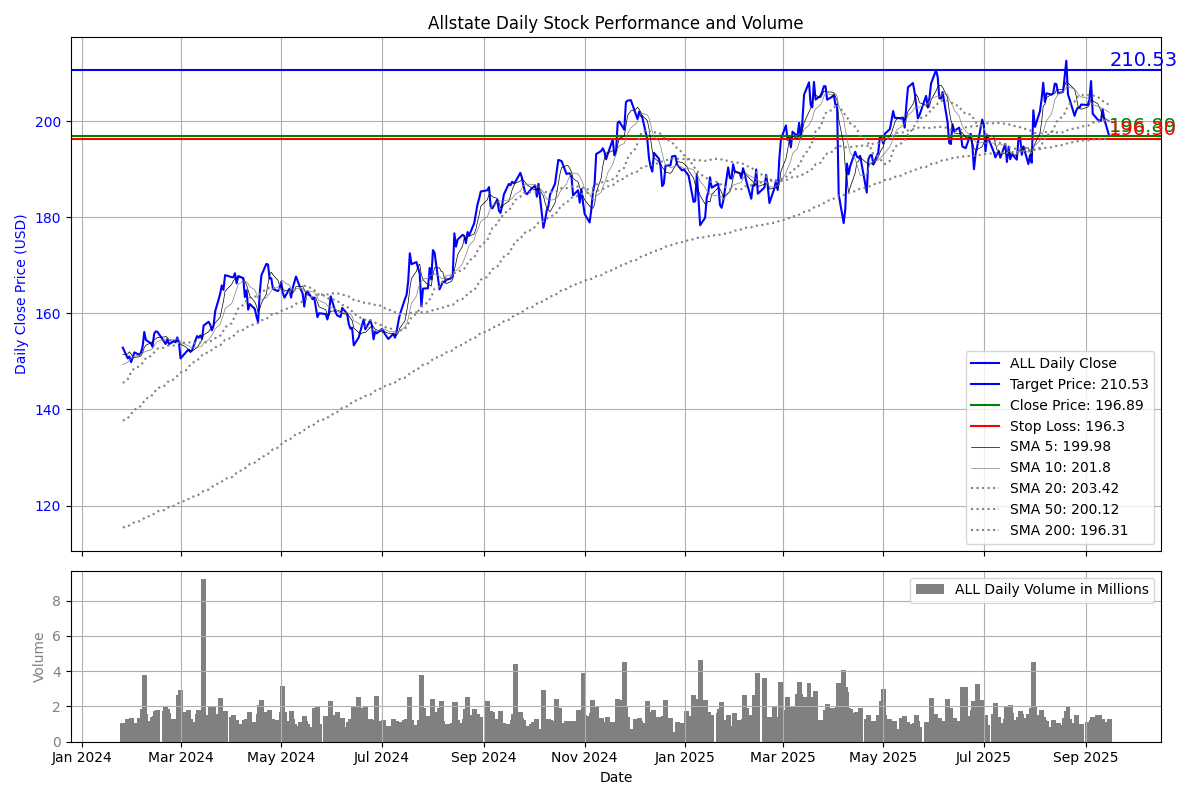 Allstate Daily Stock Performance and Volume
210.53
196.89
196.30
Daily Close Price (USD)
200
180
160
140
120
ALL Daily Close
Target Price: 210.53
Close Price: 196.89
Stop Loss: 196.3
SMA 5: 199.98
SMA 10: 201.8
SMA 20: 203.42
SMA 50: 200.12
SMA 200: 196.31
Volume
8
6
4
2
0
ALL Daily Volume in Millions
Jan 2024 Mar 2024 May 2024 Jul 2024 Sep 2024 Nov 2024 Jan 2025 Mar 2025 May 2025 Jul 2025 Sep 2025
Date